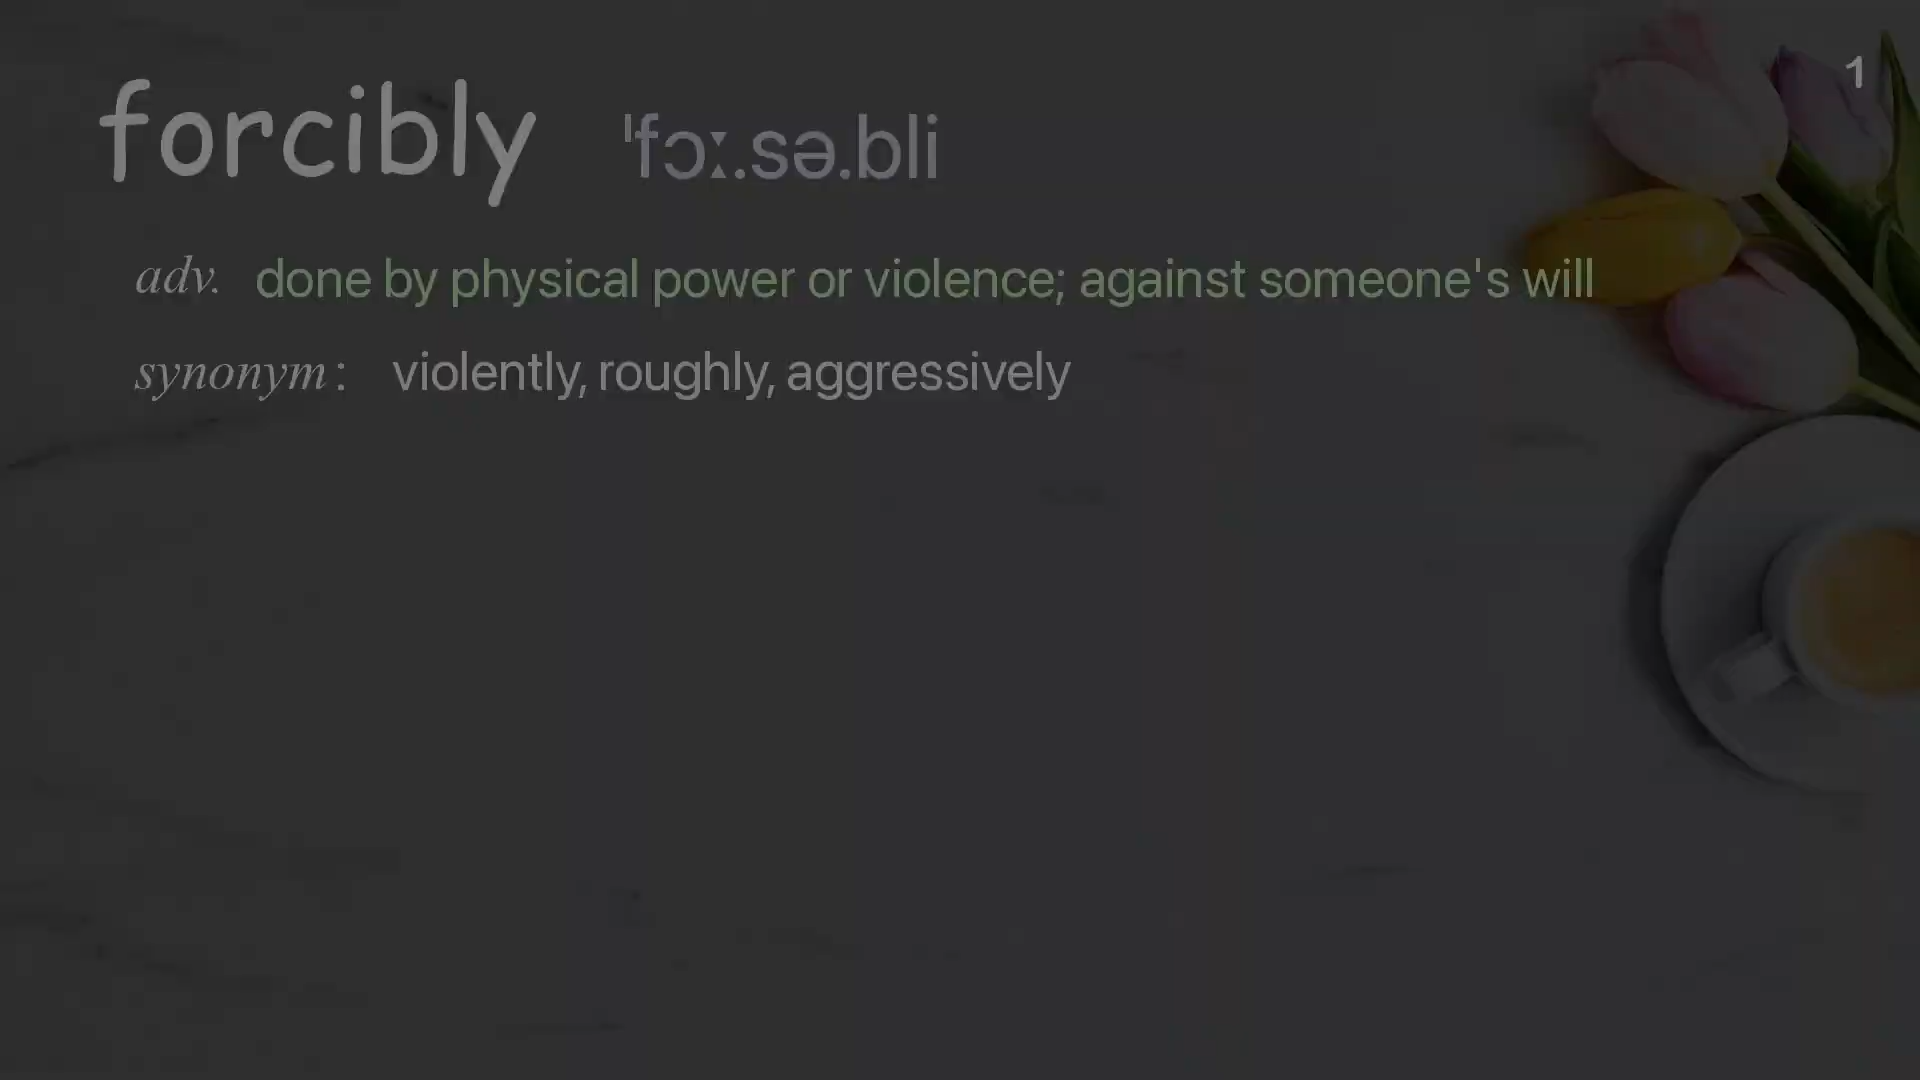 forcibly ˈfɔː.sə.bli
1
adv. done by physical power or violence; against someone's will
synonym: violently, roughly, aggressively